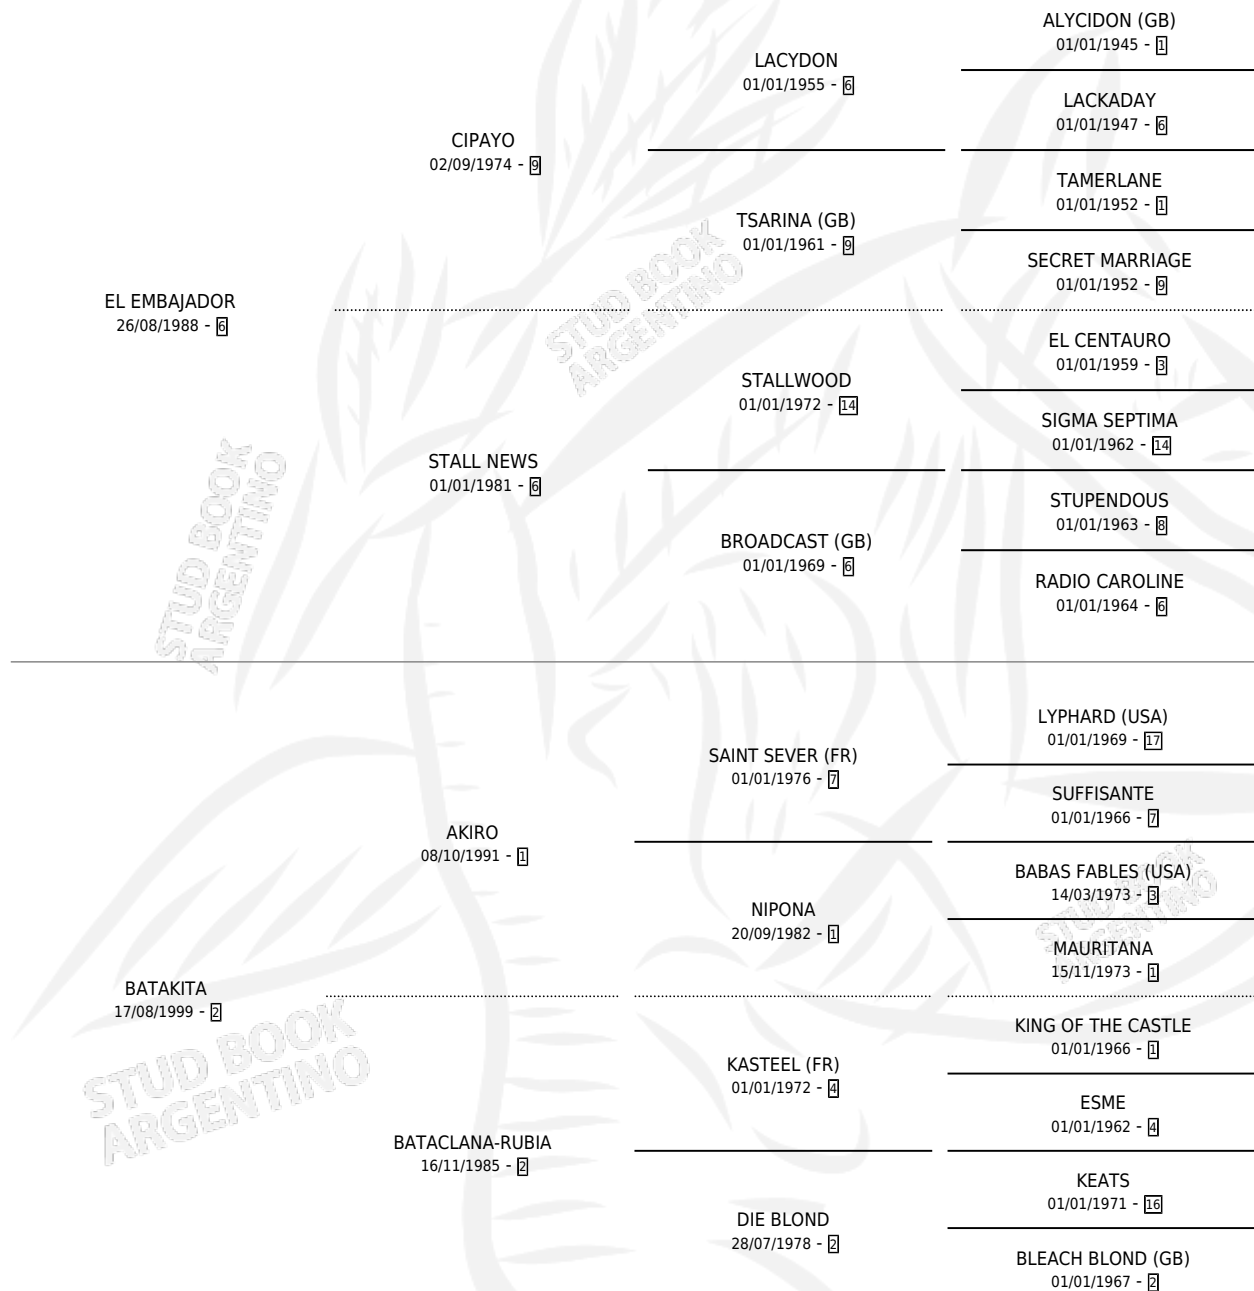 ALYCIDON (GB)
01/01/1945 - 1
LACYDON
01/01/1955 - 6
LACKADAY
01/01/1947 - 6
CIPAYO
02/09/1974 - 9
TAMERLANE
01/01/1952 - 1
TSARINA (GB)
01/01/1961 - 9
SECRET MARRIAGE
01/01/1952 - 9
EL EMBAJADOR
26/08/1988 - 6
STUD BOOK
ARGENTINO
EL CENTAURO
01/01/1959 - 3
STALLWOOD
01/01/1972 - 14
SIGMA SEPTIMA
01/01/1962 - 14
STALL NEWS
01/01/1981 - 6
STUPENDOUS
01/01/1963 - 8
BROADCAST (GB)
01/01/1969 - 6
RADIO CAROLINE
01/01/1964 - 6
STUD BOOK
ARGENTINO
LYPHARD (USA)
01/01/1969 - 17
SAINT SEVER (FR)
01/01/1976 - 7
SUFFISANTE
01/01/1966 - 7
AKIRO
08/10/1991 - 1
BABAS FABLES (USA)
14/03/1973 - 3
NIPONA
20/09/1982 - 1
MAURITANA
15/11/1973 - 1
STUD BOOK
ARGENTINO
BATAKITA
17/08/1999 - 2
KING OF THE CASTLE
01/01/1966 - 1
KASTEEL (FR)
01/01/1972 - 4
ESME
01/01/1962 - 4
STUD BOOK
ARGENTINO
BATACLANA-RUBIA
16/11/1985 - 2
KEATS
01/01/1971 - 16
DIE BLOND
28/07/1978 - 2
BLEACH BLOND (GB)
01/01/1967 - 2